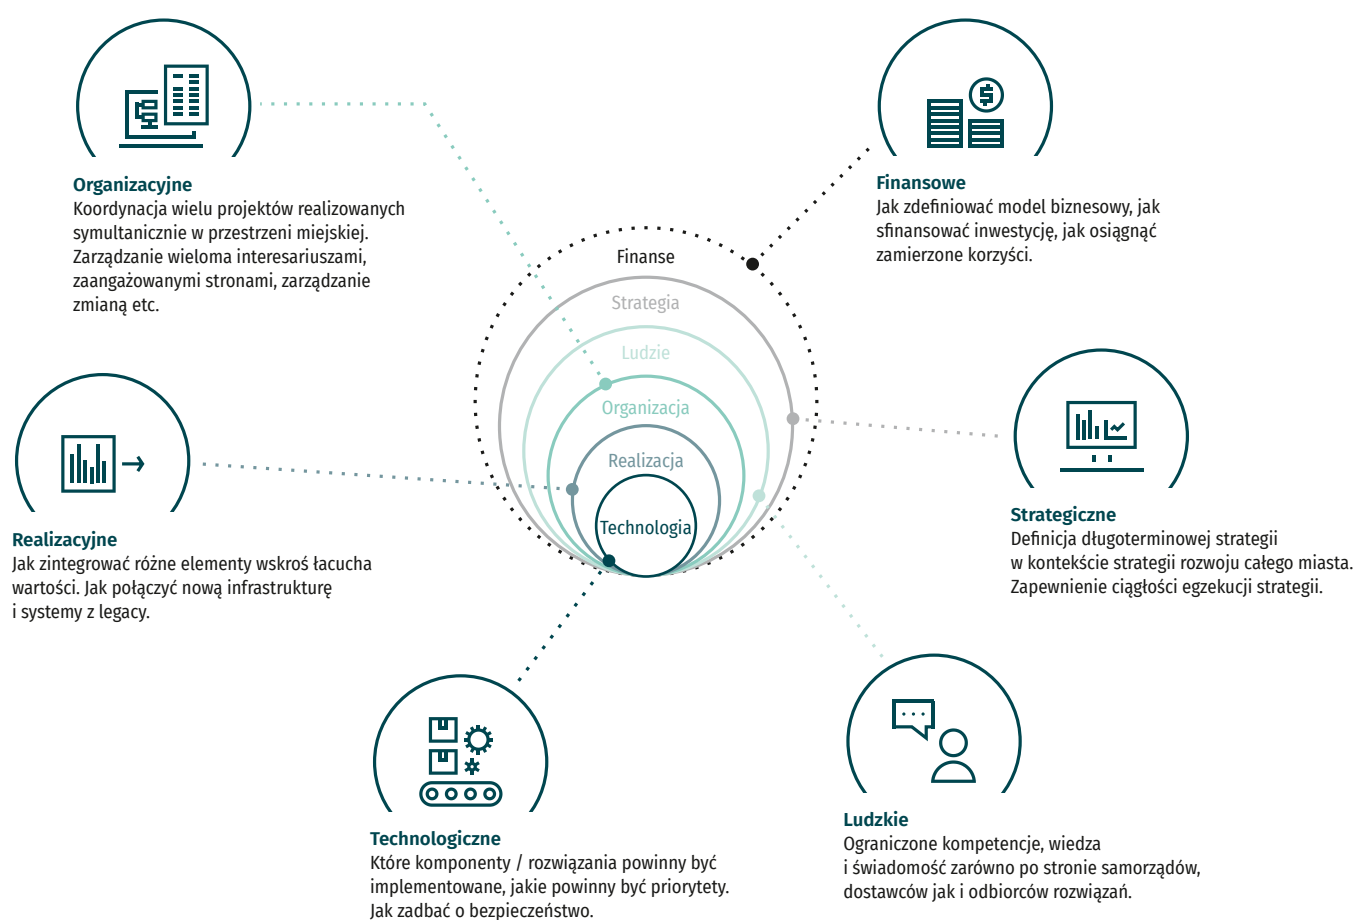 Organizacyjne
Koordynacja wielu projektów realizowanych
symultanicznie w przestrzeni miejskiej.
Zarządzanie wieloma interesariuszami,
zaangażowanymi stronami, zarządzanie
zmianą etc.
Finansowe
Jak zdefiniować model biznesowy, jak
sfinansować inwestycję, jak osiągnąć
zamierzone korzyści.
Finanse
Strategia
Ludzie
Organizacja
Realizacja
Technologia
Realizacyjne
Jak zintegrować różne elementy wskroś łacucha
wartości. Jak połączyć nową infrastrukturę
i systemy z legacy.
Strategiczne
Definicja długoterminowej strategii
w kontekście strategii rozwoju całego miasta.
Zapewnienie ciągłości egzekucji strategii.
Technologiczne
Które komponenty / rozwiązania powinny być
implementowane, jakie powinny być priorytety.
Jak zadbać o bezpieczeństwo.
Ludzkie
Ograniczone kompetencje, wiedza
i świadomość zarówno po stronie samorządów,
dostawców jak i odbiorców rozwiązań.